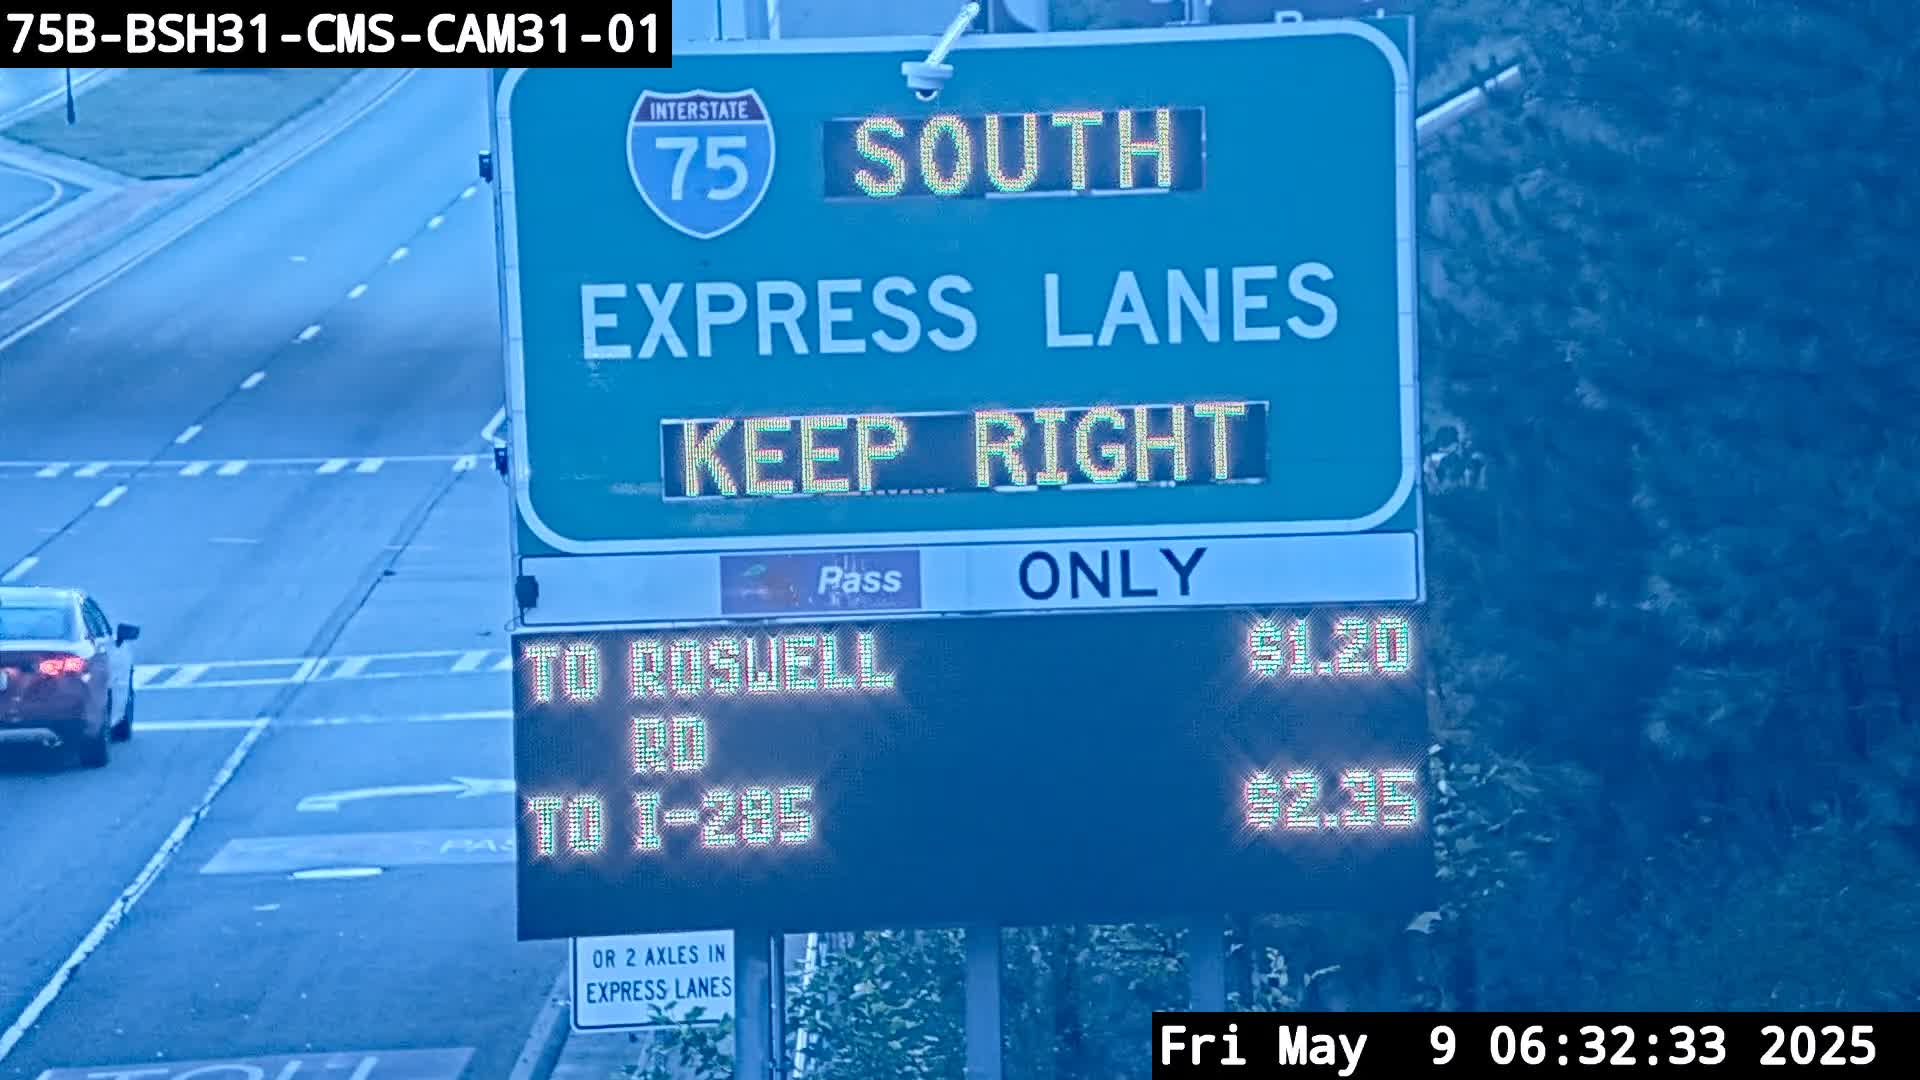 75B-BSH31-CMS-CAM31-01
INTERSTATE
75
SOUTH
EXPRESS LANES
KEEP RIGHT
Pass ONLY
TO ROSWELL $1.20
RD
TO I-285 $2.35
OR 2 AXLES IN
EXPRESS LANES
Fri May 9 06:32:33 2025